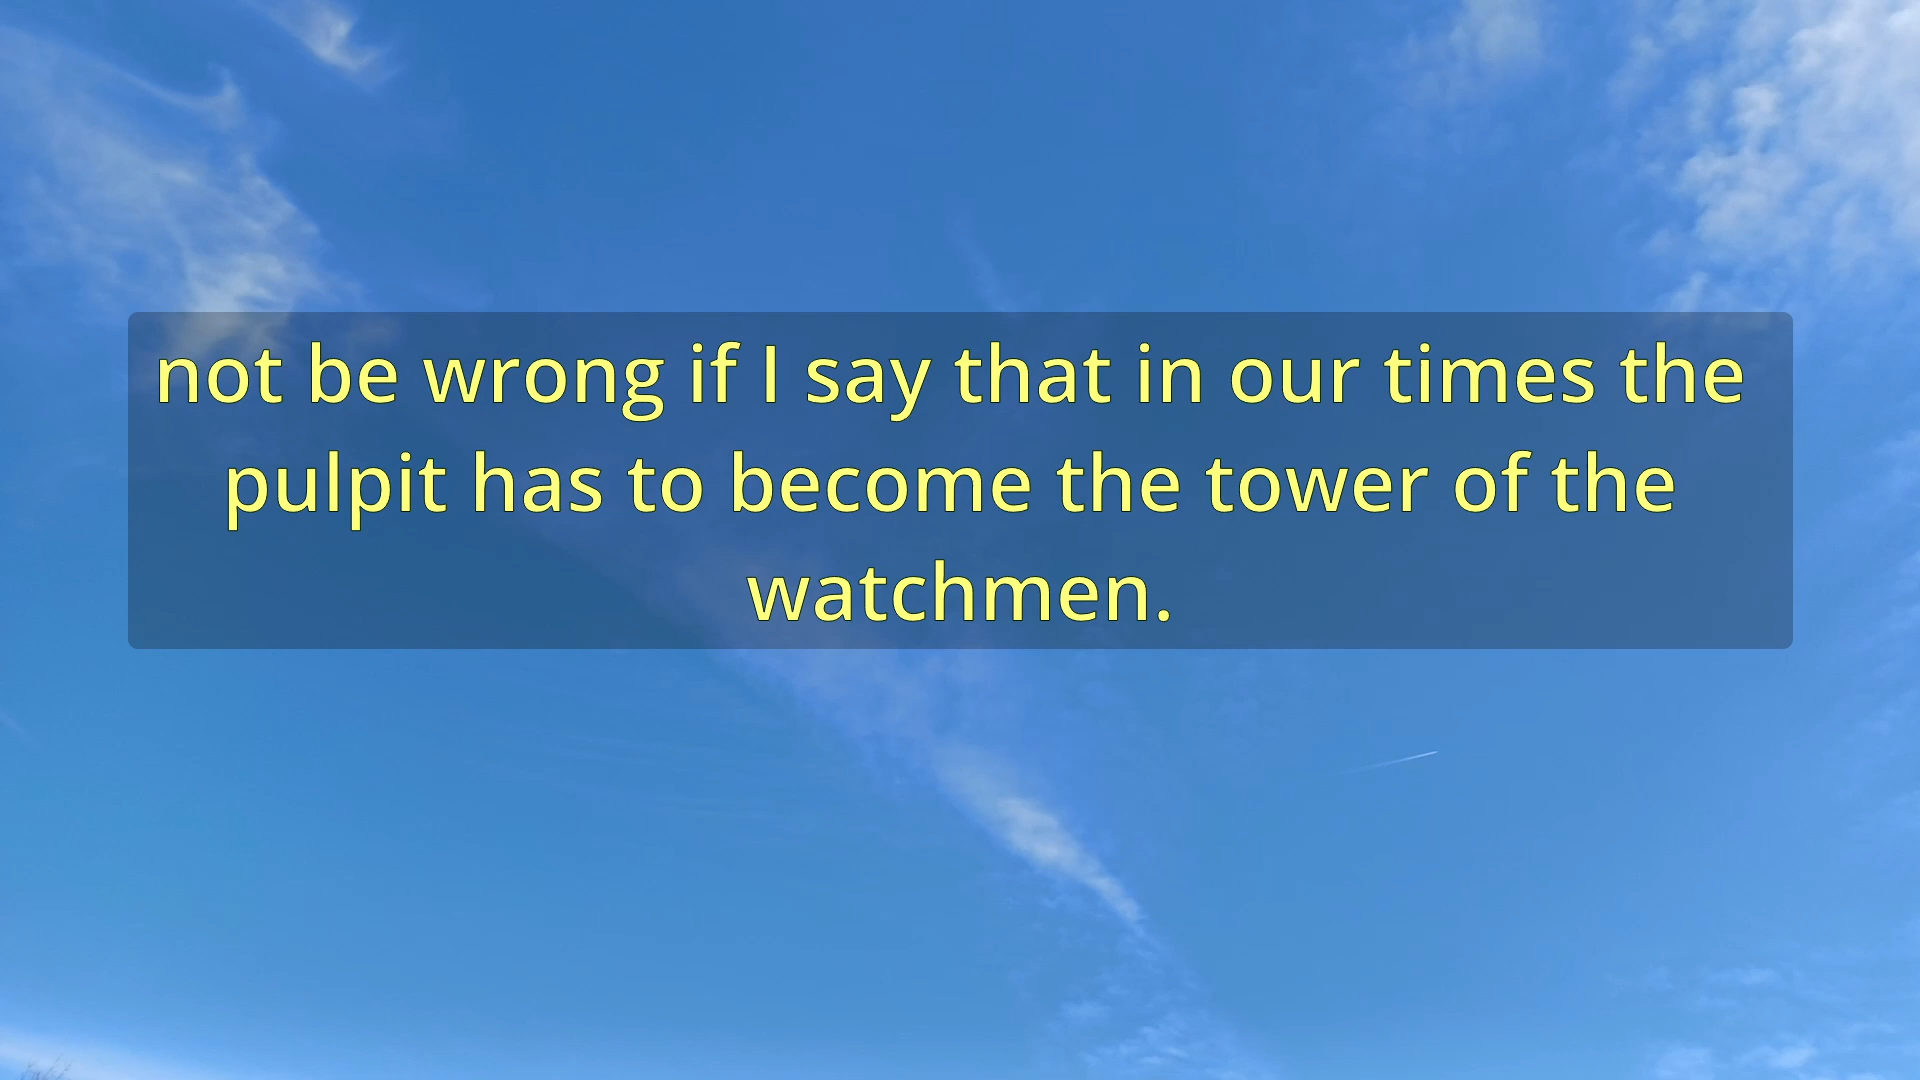 not be wrong if I say that in our times the
pulpit has to become the tower of the
watchmen.